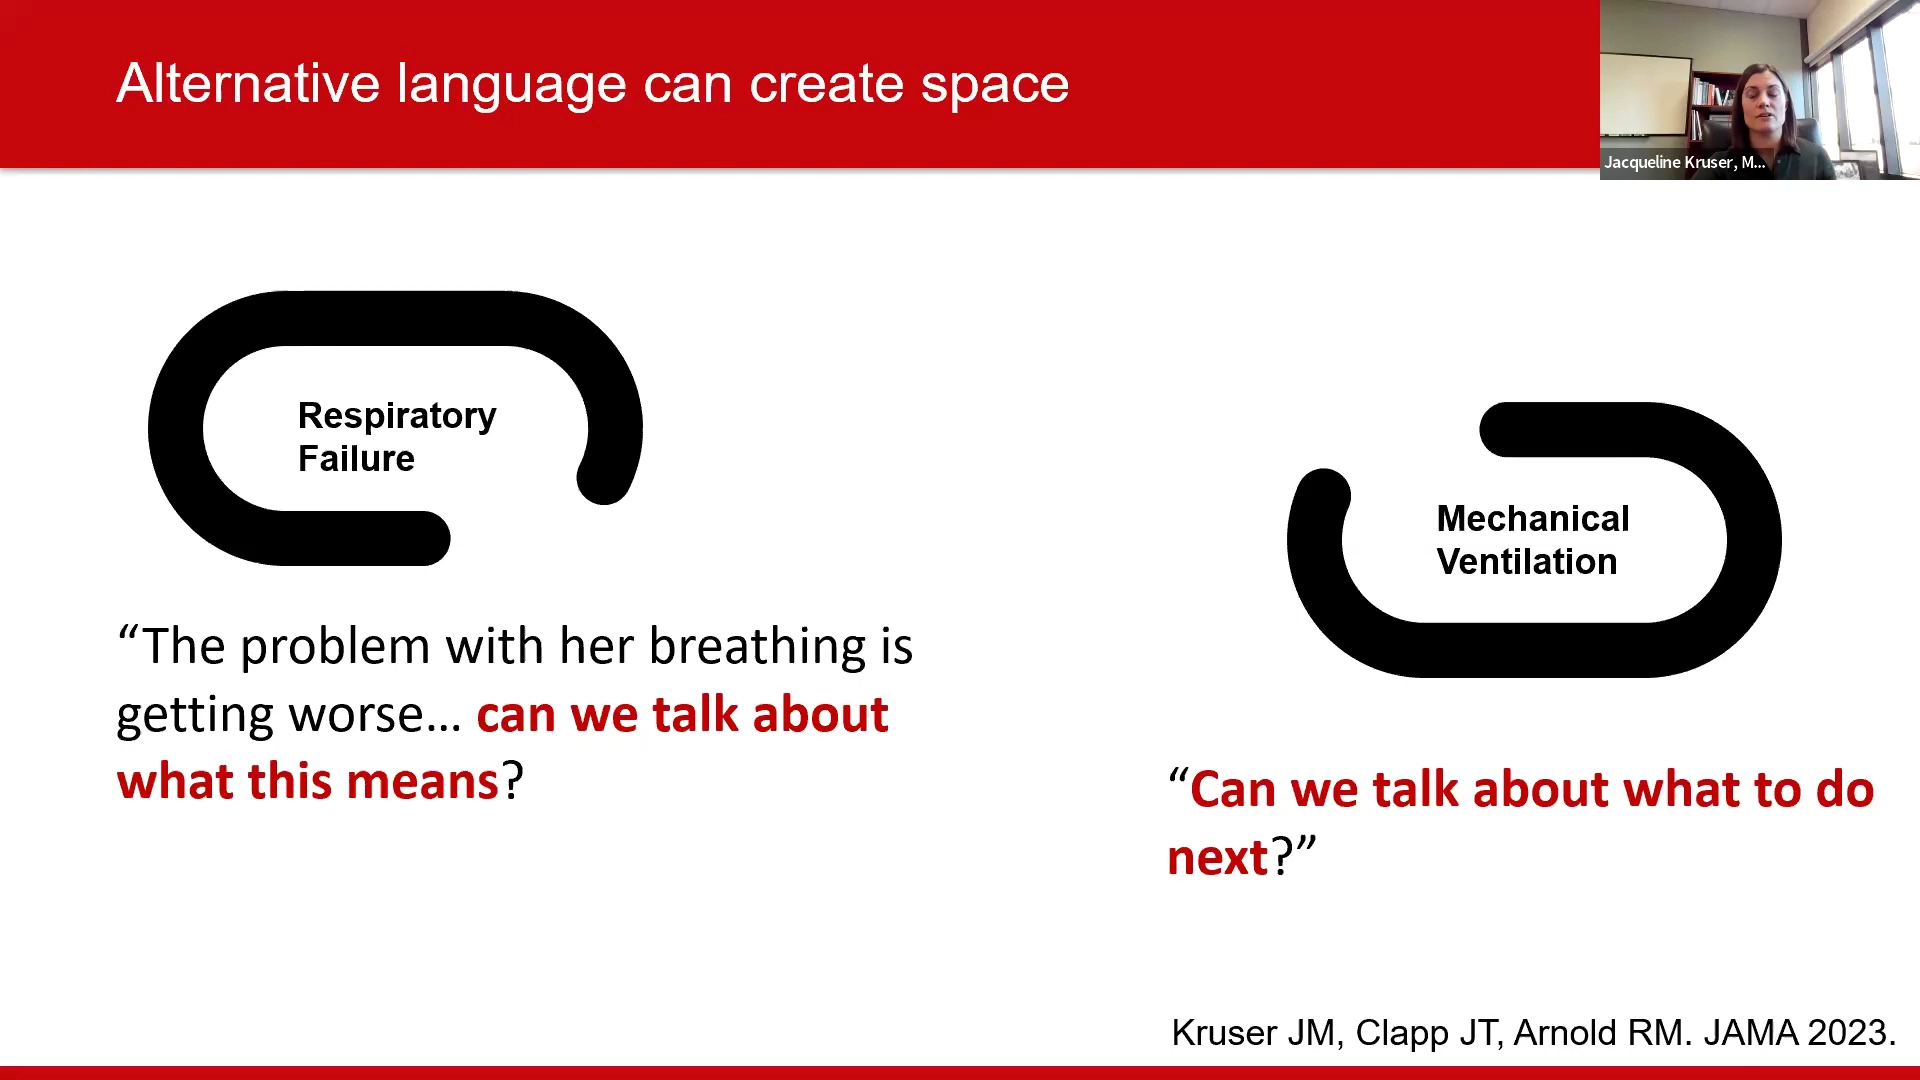 Alternative language can create space
Jacqueline Kruser, M...
Respiratory
Failure
“The problem with her breathing is
getting worse... can we talk about
what this means?
Mechanical
Ventilation
“Can we talk about what to do
next?”
Kruser JM, Clapp JT, Arnold RM. JAMA 2023.